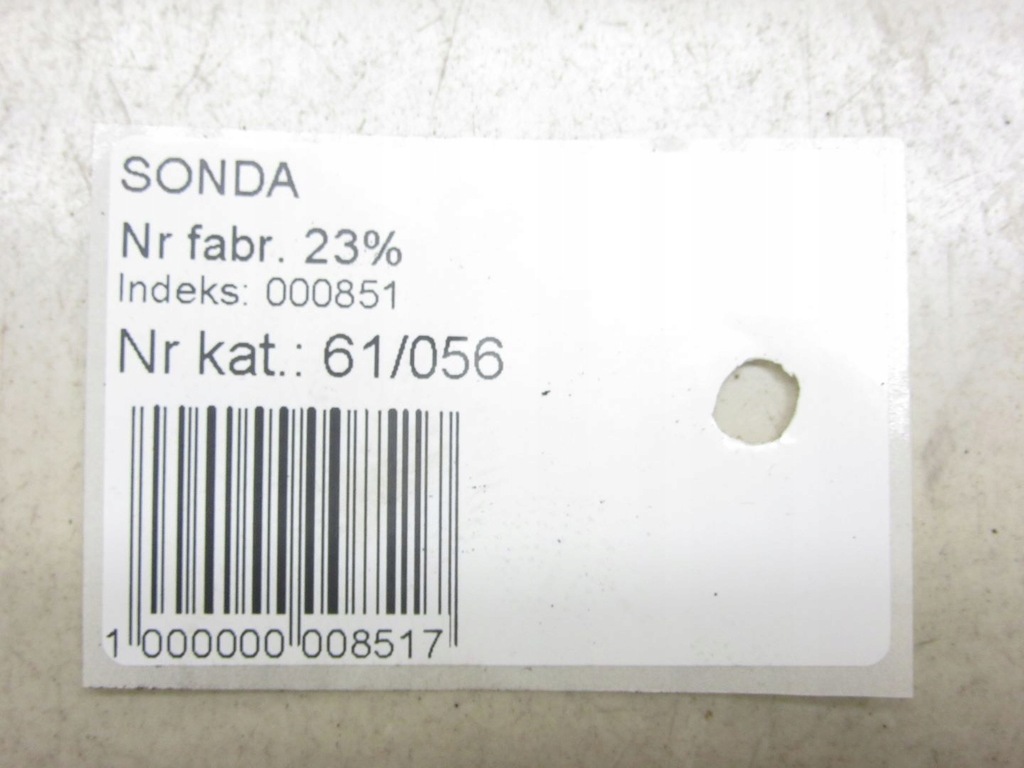 SONDA
Nr fabr. 23%
Indeks: 000851
Nr kat.: 61/056
1 000000 008517